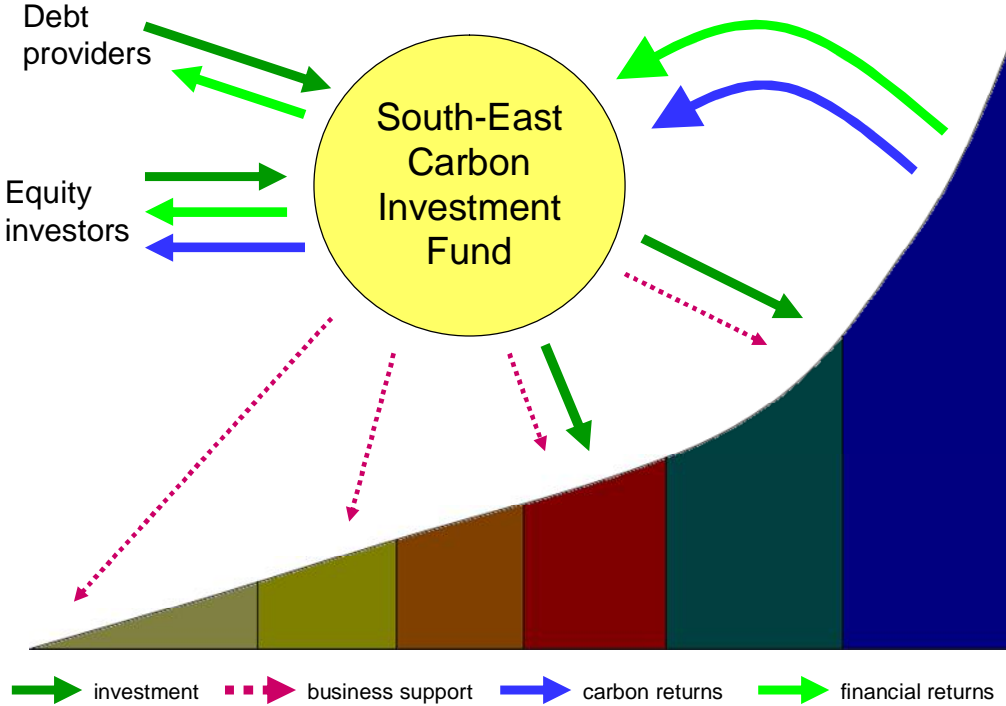 Debt
providers
South-East
Carbon
Investment
Fund
Equity
investors
investment
business support
carbon returns
financial returns